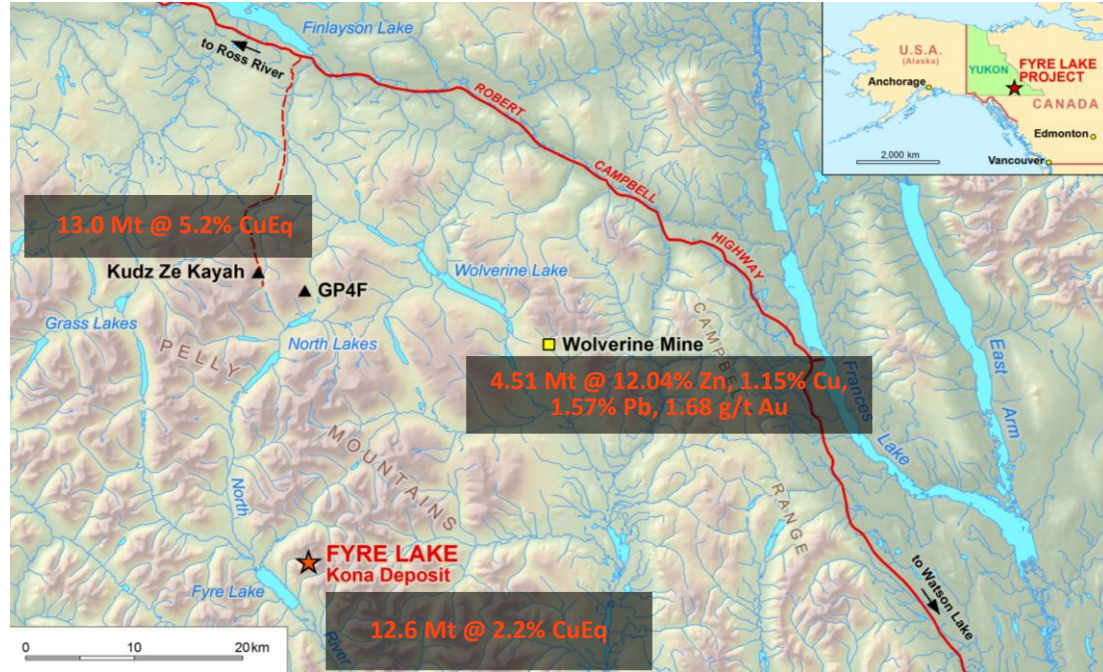 Finlayson Lake
to Ross River
ROBERT
CAMPBELL
HIGHWAY
U.S.A.
(Alaska)
YUKON
FYRE LAKE
PROJECT
CANADA
Anchorage
Edmonton
Vancouver
2,000 km
13.0 Mt @ 5.2% CuEq
Kudz Ze Kayah
GP4F
Wolverine Lake
Grass Lakes
North Lakes
PELLY
MOUNTAINS
Wolverine Mine
4.51 Mt @ 12.04% Zn, 1.15% Cu,
1.57% Pb, 1.68 g/t Au
CAMPBELL
RANGE
Frances
Lake
East
Arm
North
River
FYRE LAKE
Kona Deposit
Fyre Lake
12.6 Mt @ 2.2% CuEq
to Watson Lake
0 10 20 km